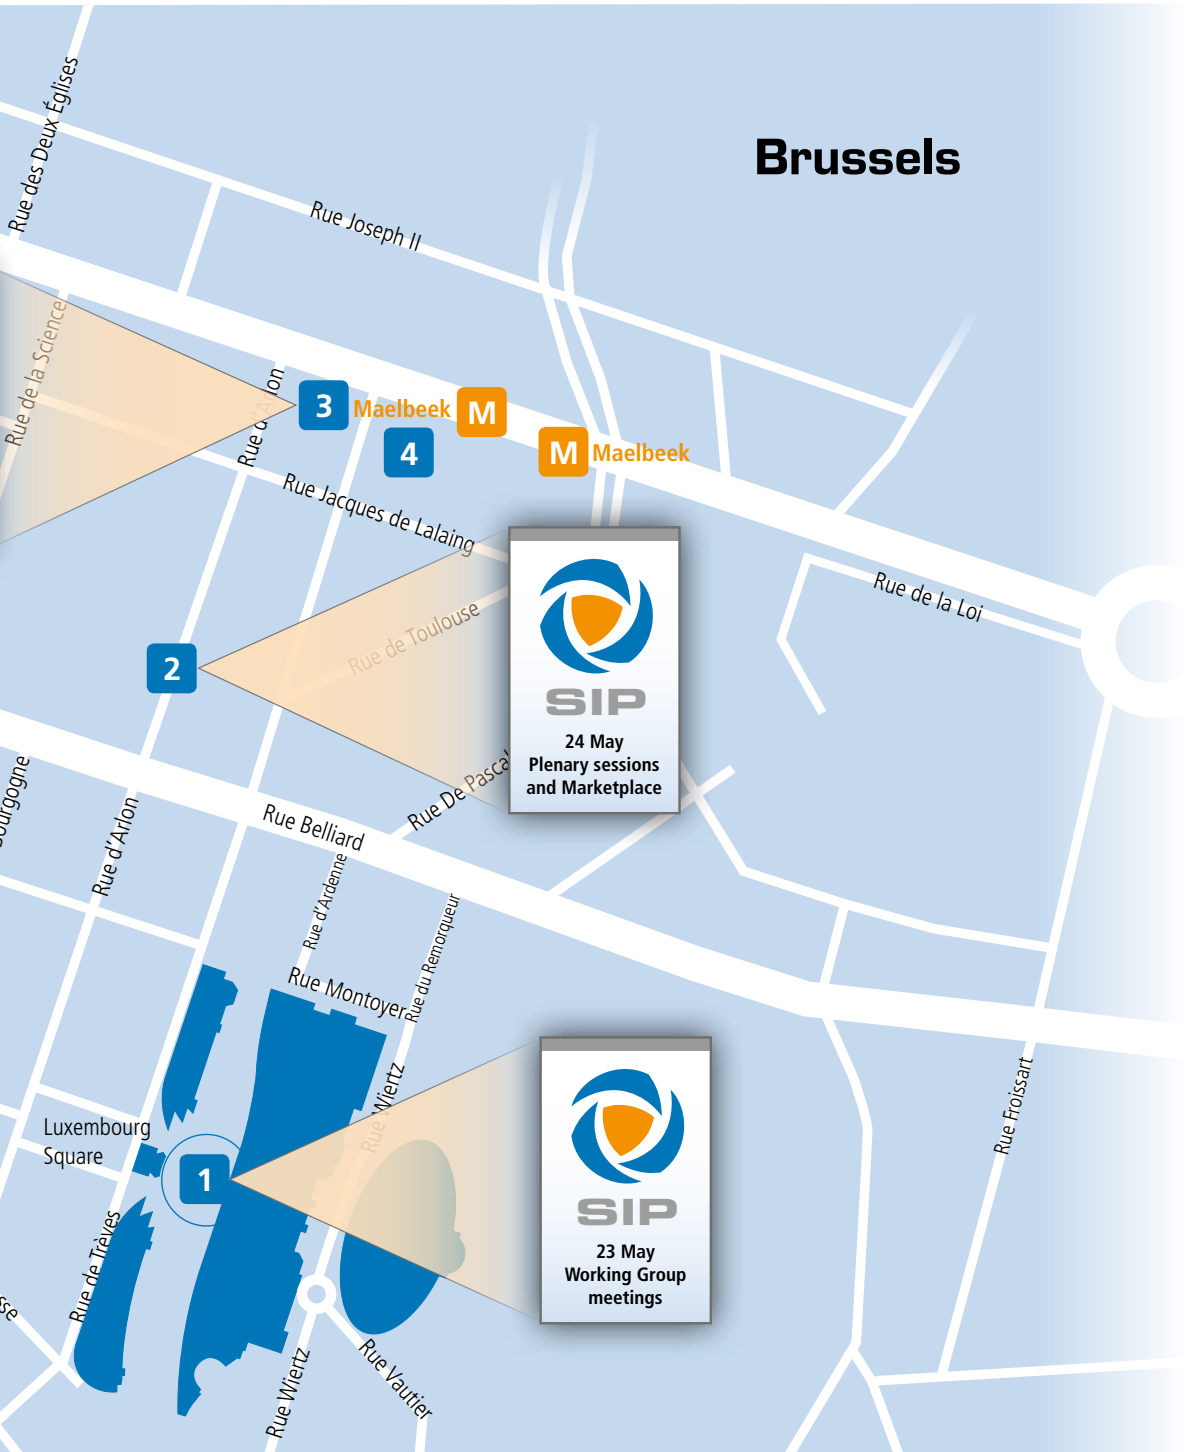 Brussels
Rue des Deux Églises
Rue Joseph II
Rue de la Science
Rue d'Arlon
3
Maelbeek
M
4
M
Maelbeek
Rue Jacques de Lalaing
Rue de la Loi
Rue de Toulouse
2
SIP
24 May
Plenary sessions
and Marketplace
Rue De Pascal
Rue d'Arlon
Rue Belliard
Rue d'Ardenne
Rue du Remorqueur
Rue Montoyer
Rue Wiertz
Rue Froissart
Luxembourg
Square
1
SIP
23 May
Working Group
meetings
Rue de Trèves
Rue Wiertz
Rue Vautier